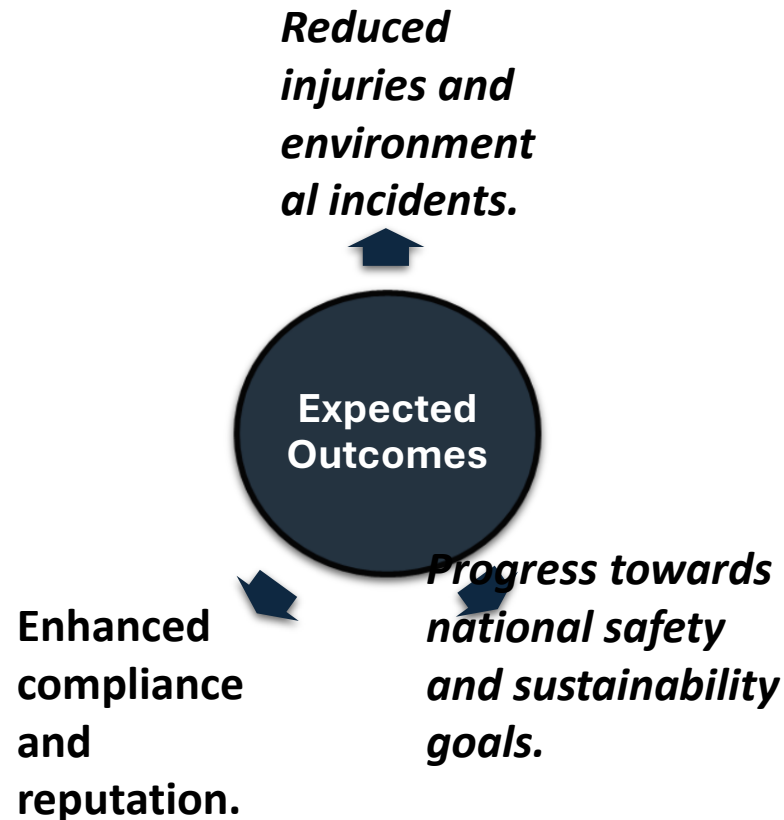 Reduced
injuries and
environment
al incidents.
Expected
Outcomes
Progress towards
national safety
and sustainability
goals.
Enhanced
compliance
and
reputation.